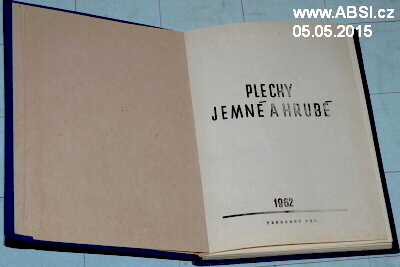 www.ABSI.cz
05.05.2015
PLECHY
JEMNÉ A HRUBÉ
1962